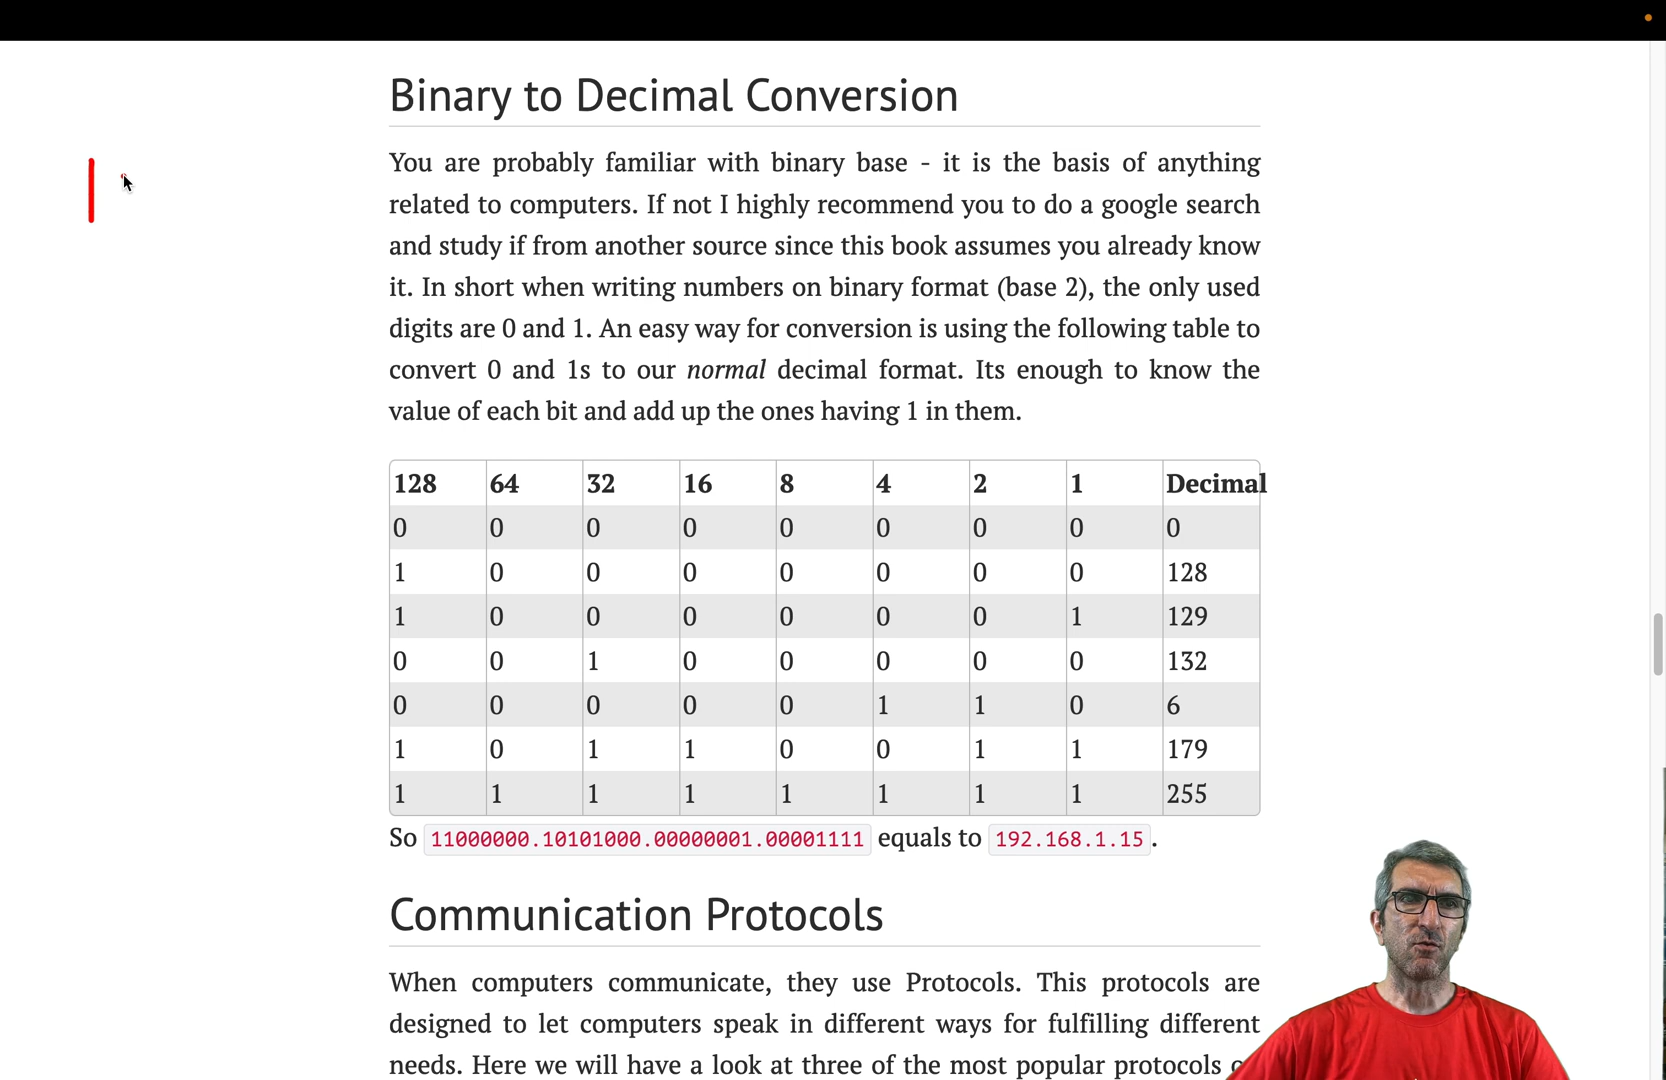 Binary to Decimal Conversion
You are probably familiar with binary base - it is the basis of anything
related to computers. If not I highly recommend you to do a google search
and study if from another source since this book assumes you already know
it. In short when writing numbers on binary format (base 2), the only used
digits are 0 and 1. An easy way for conversion is using the following table to
convert 0 and 1s to our normal decimal format. Its enough to know the
value of each bit and add up the ones having 1 in them.
128 64 32 16 8 4 2 1 Decimal
0 0 0 0 0 0 0 0 0
1 0 0 0 0 0 0 0 128
1 0 0 0 0 0 0 1 129
0 0 1 0 0 0 0 0 132
0 0 0 0 0 1 1 0 6
1 0 1 1 0 0 1 1 179
1 1 1 1 1 1 1 1 255
So 11000000.10101000.00000001.00001111 equals to 192.168.1.15.
Communication Protocols
When computers communicate, they use Protocols. This protocols are
designed to let computers speak in different ways for fulfilling different
needs. Here we will have a look at three of the most popular protocols